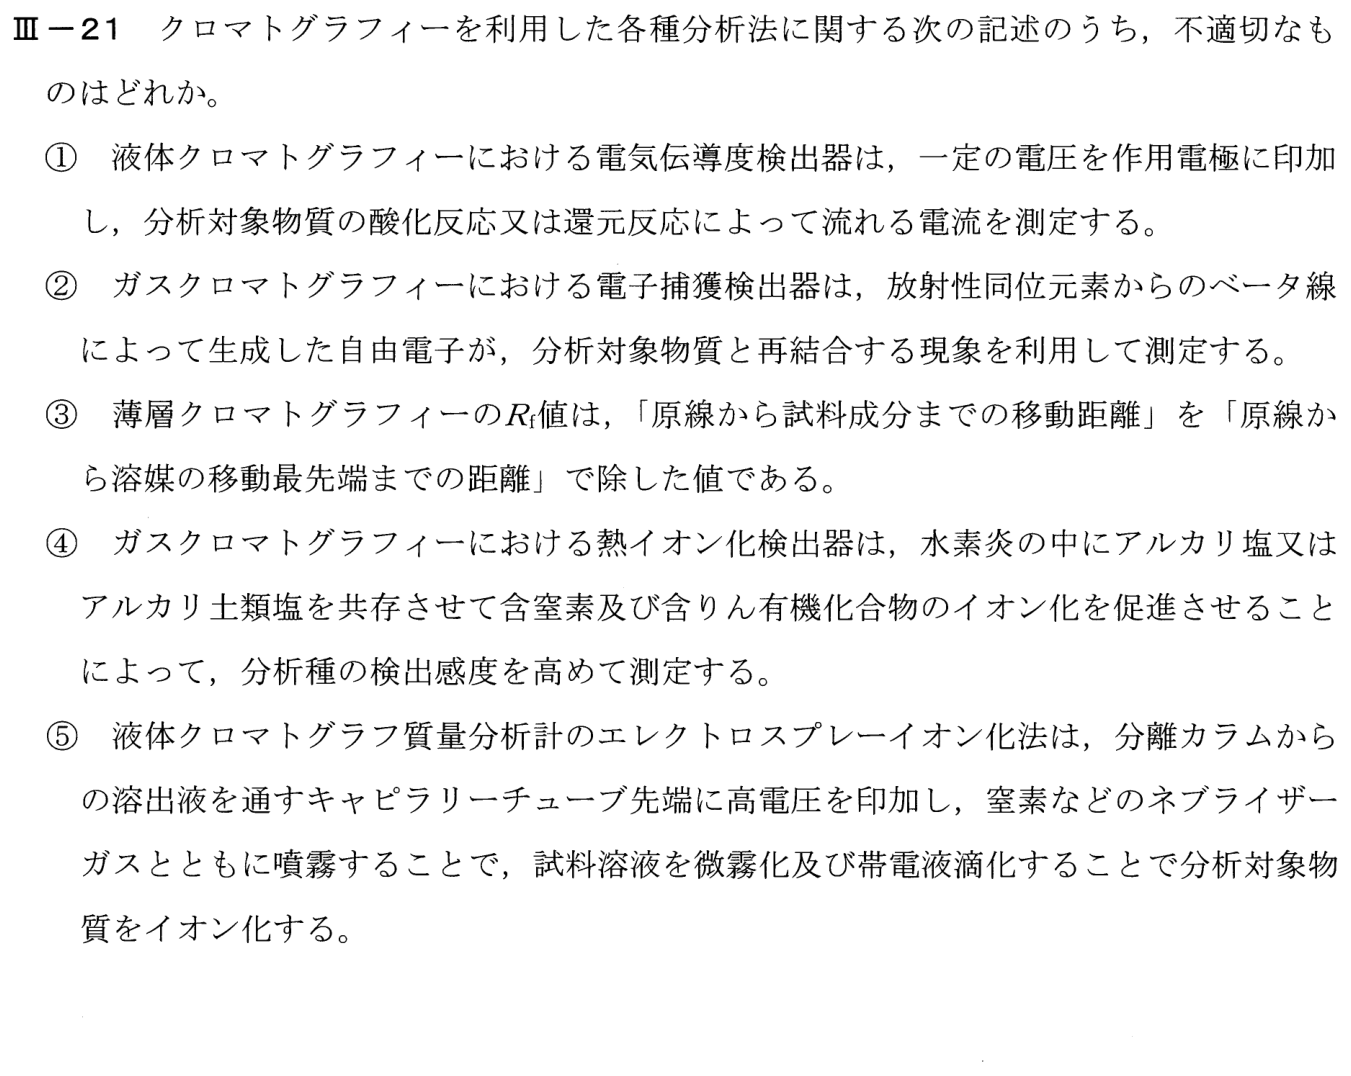 Ⅲ－21　クロマトグラフィーを利用した各種分析法に関する次の記述のうち，不適切なも
のはどれか。
①　液体クロマトグラフィーにおける電気伝導度検出器は，一定の電圧を作用電極に印加
し，分析対象物質の酸化反応又は還元反応によって流れる電流を測定する。
②　ガスクロマトグラフィーにおける電子捕獲検出器は，放射性同位元素からのベータ線
によって生成した自由電子が，分析対象物質と再結合する現象を利用して測定する。
③　薄層クロマトグラフィーのRf値は，「原線から試料成分までの移動距離」を「原線か
ら溶媒の移動最先端までの距離」で除した値である。
④　ガスクロマトグラフィーにおける熱イオン化検出器は，水素炎の中にアルカリ塩又は
アルカリ土類塩を共存させて含窒素及び含りん有機化合物のイオン化を促進させること
によって，分析種の検出感度を高めて測定する。
⑤　液体クロマトグラフ質量分析計のエレクトロスプレーイオン化法は，分離カラムから
の溶出液を通すキャピラリーチューブ先端に高電圧を印加し，窒素などのネブライザー
ガスとともに噴霧することで，試料溶液を微霧化及び帯電液滴化することで分析対象物
質をイオン化する。